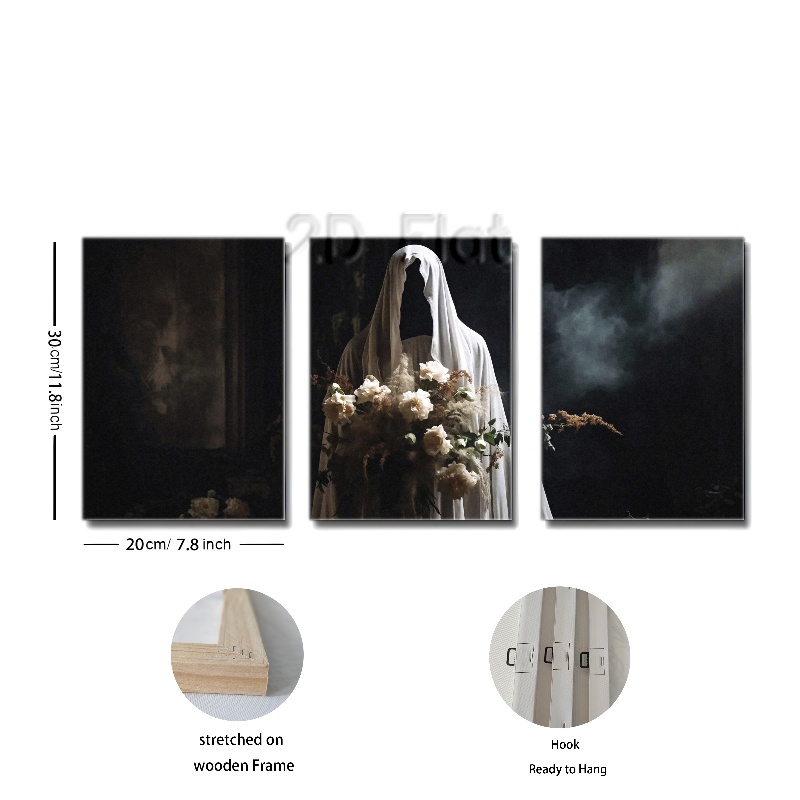 2D Flat
30cm/11.8inch
20cm/ 7.8 inch
stretched on
wooden Frame
Hook
Ready to Hang